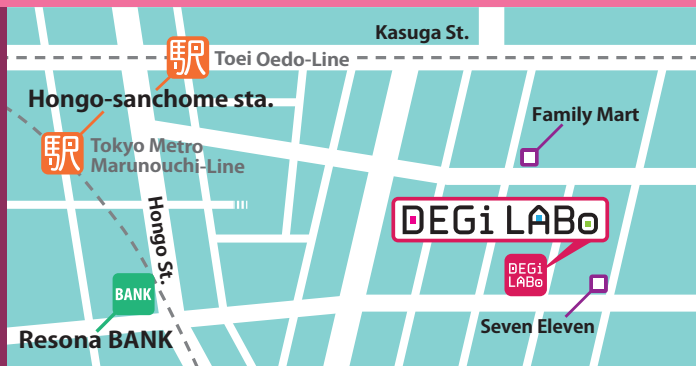 Kasuga St.
駅
Toei Oedo-Line
Hongo-sanchome sta.
Family Mart
駅
Tokyo Metro
Marunouchi-Line
Hongo St.
DEGi LABo
DEGi
LABo
BANK
Seven Eleven
Resona BANK